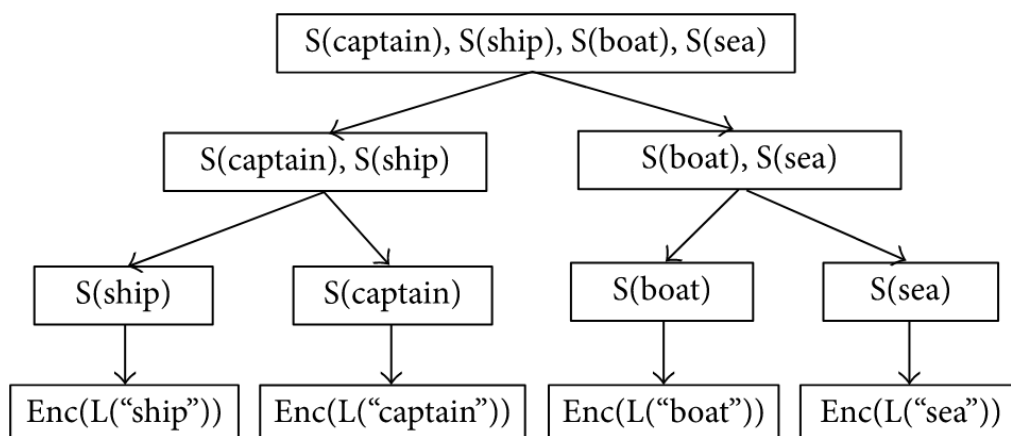 S(captain), S(ship), S(boat), S(sea)
S(captain), S(ship)
S(boat), S(sea)
S(ship)
S(captain)
S(boat)
S(sea)
Enc(L(“ship”))
Enc(L(“captain”))
Enc(L(“boat”))
Enc(L(“sea”))